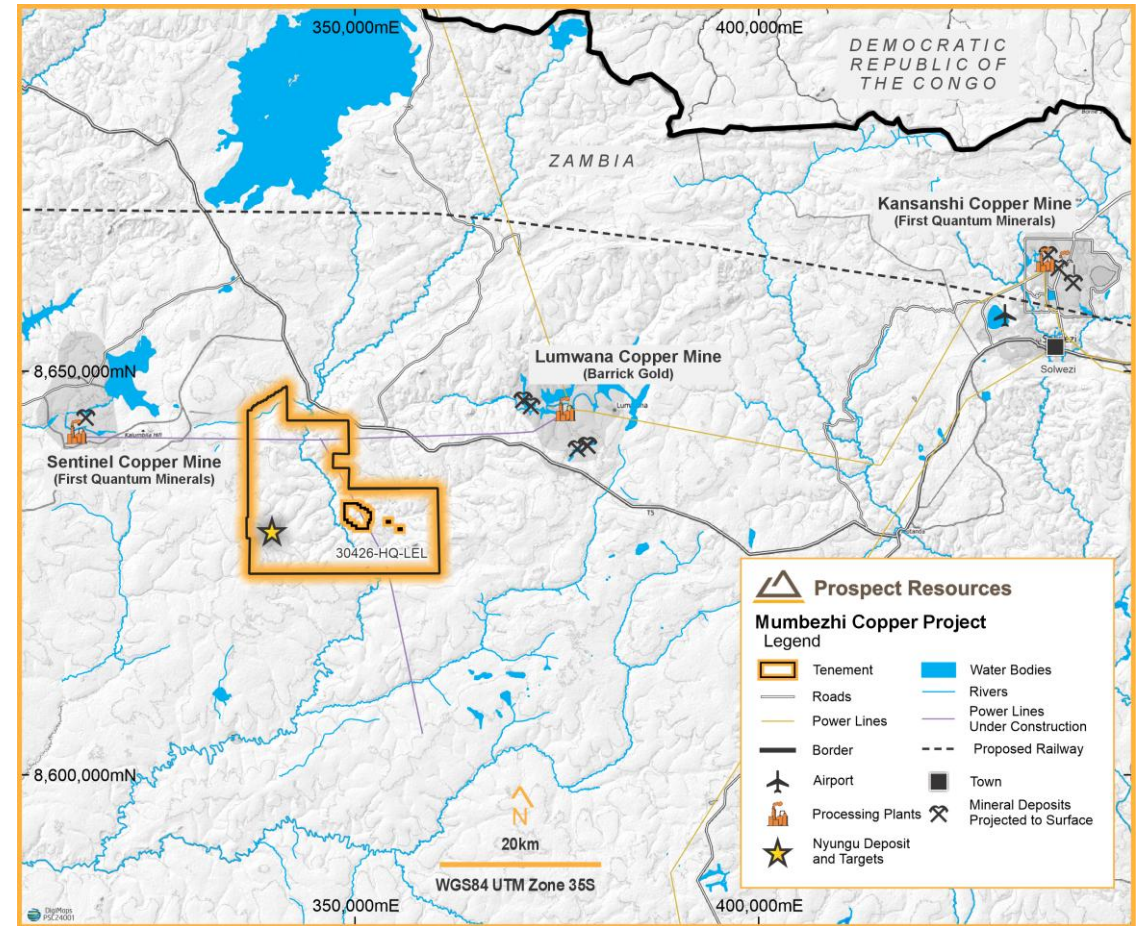 350,000mE
400,000mE
DEMOCRATIC
REPUBLIC OF
THE CONGO
ZAMBIA
Kansanshi Copper Mine
(First Quantum Minerals)
8,650,000mN
Lumwana Copper Mine
(Barrick Gold)
Solwezi
Lumwana
Kalumbila Hill
Sentinel Copper Mine
(First Quantum Minerals)
T5
30426-HQ-LEL
Prospect Resources
Mumbezhi Copper Project
Legend
Tenement
Water Bodies
Roads
Rivers
Power Lines
Power Lines
Under Construction
Border
Proposed Railway
Airport
Town
Processing Plants
Mineral Deposits
Projected to Surface
Nyungu Deposit
and Targets
8,600,000mN
N
20km
WGS84 UTM Zone 35S
350,000mE
400,000mE
DigMaps
PSC24001